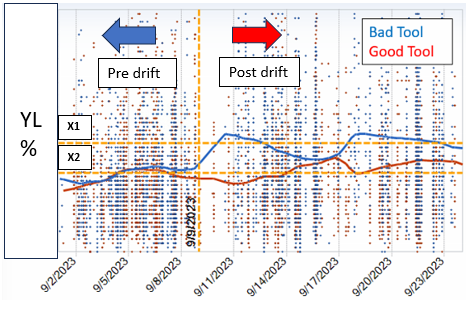 Bad Tool
Good Tool
Pre drift
Post drift
YL
%
X1
X2
9/9/2023
9/2/2023
9/5/2023
9/8/2023
9/11/2023
9/14/2023
9/17/2023
9/20/2023
9/23/2023